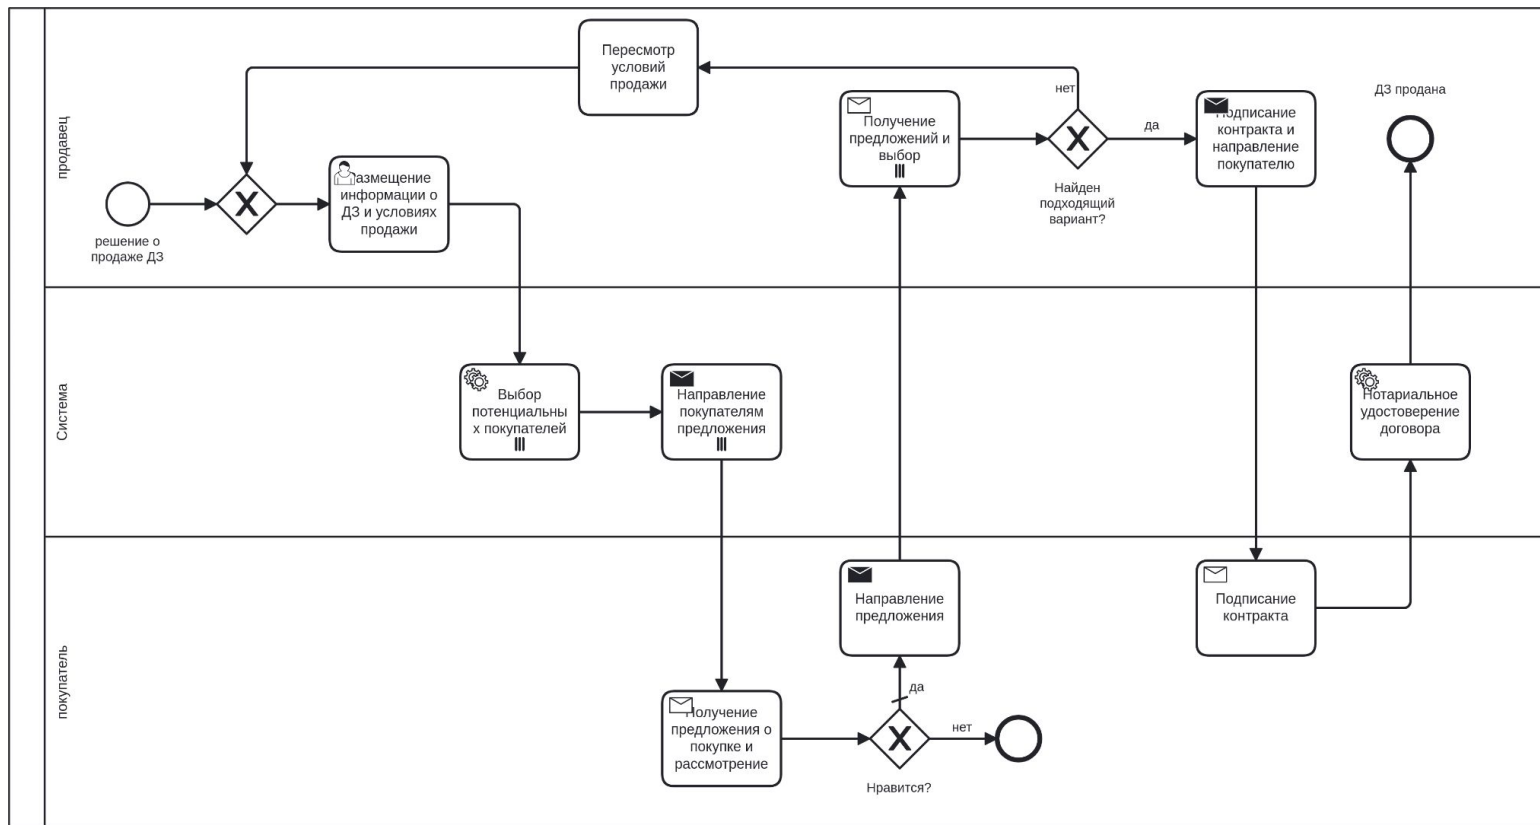 продавец
решение о
продаже ДЗ
Размещение
информации о
ДЗ и условиях
продажи
Пересмотр
условий
продажи
Получение
предложений и
выбор
нет
да
Найден
подходящий
вариант?
Подписание
контракта и
направление
покупателю
ДЗ продана
Система
Выбор
потенциальны
х покупателей
Направление
покупателям
предложения
Нотариальное
удостоверение
договора
покупатель
Получение
предложения о
покупке и
рассмотрение
Направление
предложения
да
нет
Нравится?
Подписание
контракта